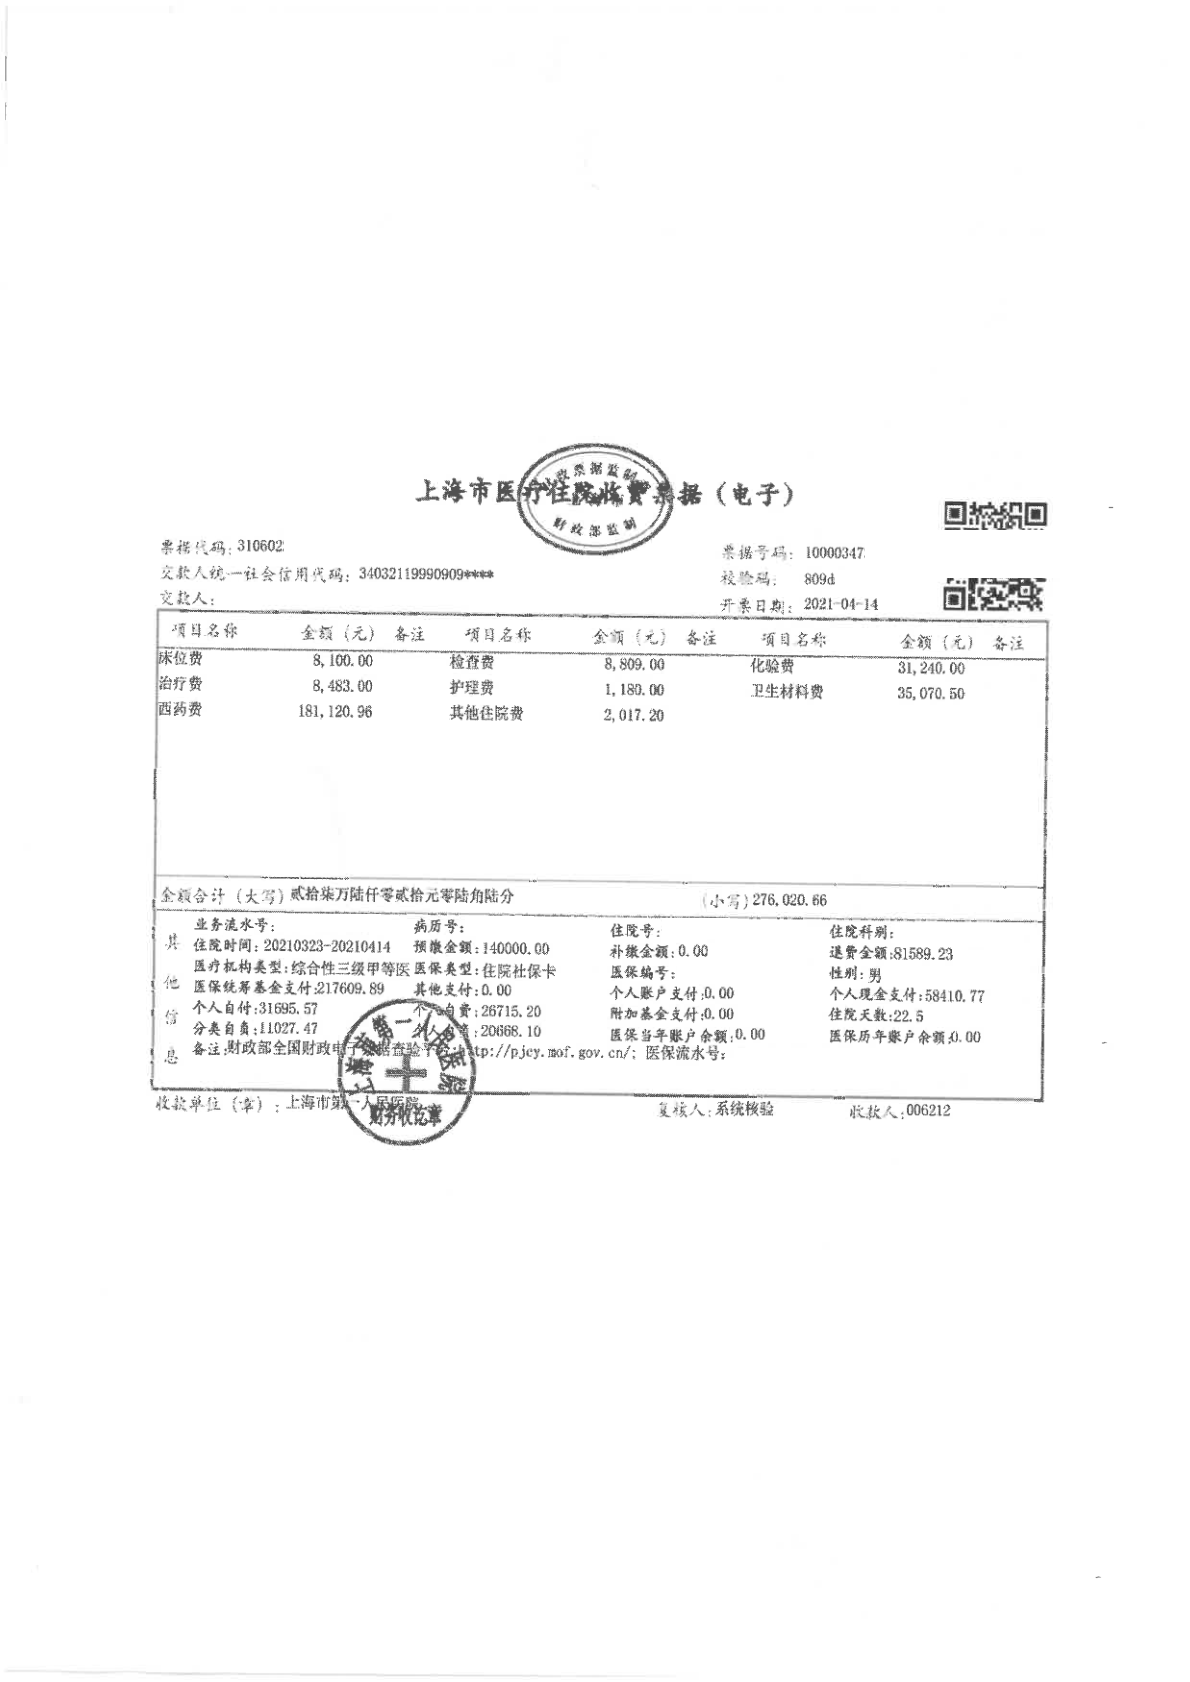 上海市医疗住院收费票据（电子）
财政部监制
票据代码：310602
票据号码：10000347
交款人统一社会信用代码：34032119990909****
校验码：809d
交款人：
开票日期：2021-04-14
项目名称 金额（元） 备注 项目名称 金额（元） 备注 项目名称 金额（元） 备注
床位费 8,100.00 检查费 8,809.00 化验费 31,240.00
治疗费 8,483.00 护理费 1,180.00 卫生材料费 35,070.50
西药费 181,120.96 其他住院费 2,017.20
金额合计（大写）贰拾柒万陆仟零贰拾元零陆角陆分 （小写）276,020.66
其他信息
业务流水号： 病历号： 住院号： 住院科别：
住院时间：20210323-20210414 预缴金额:140000.00 补缴金额:0.00 退费金额:81589.23
医疗机构类型:综合性三级甲等医 医保类型:住院社保卡 医保编号： 性别：男
医保统筹基金支付:217609.89 其他支付:0.00 个人账户支付:0.00 个人现金支付:58410.77
个人自付:31695.57 个人自费:26715.20 附加基金支付:0.00 住院天数:22.5
分类自负:11027.47 :20668.10 医保当年账户余额:0.00 医保历年账户余额:0.00
备注:财政部全国财政电子票据查验平台:http://pjcy.mof.gov.cn/; 医保流水号：
收款单位（章）：上海市第一人民医院 复核人：系统核验 收款人：006212
上海市第一人民医院
财务收讫章